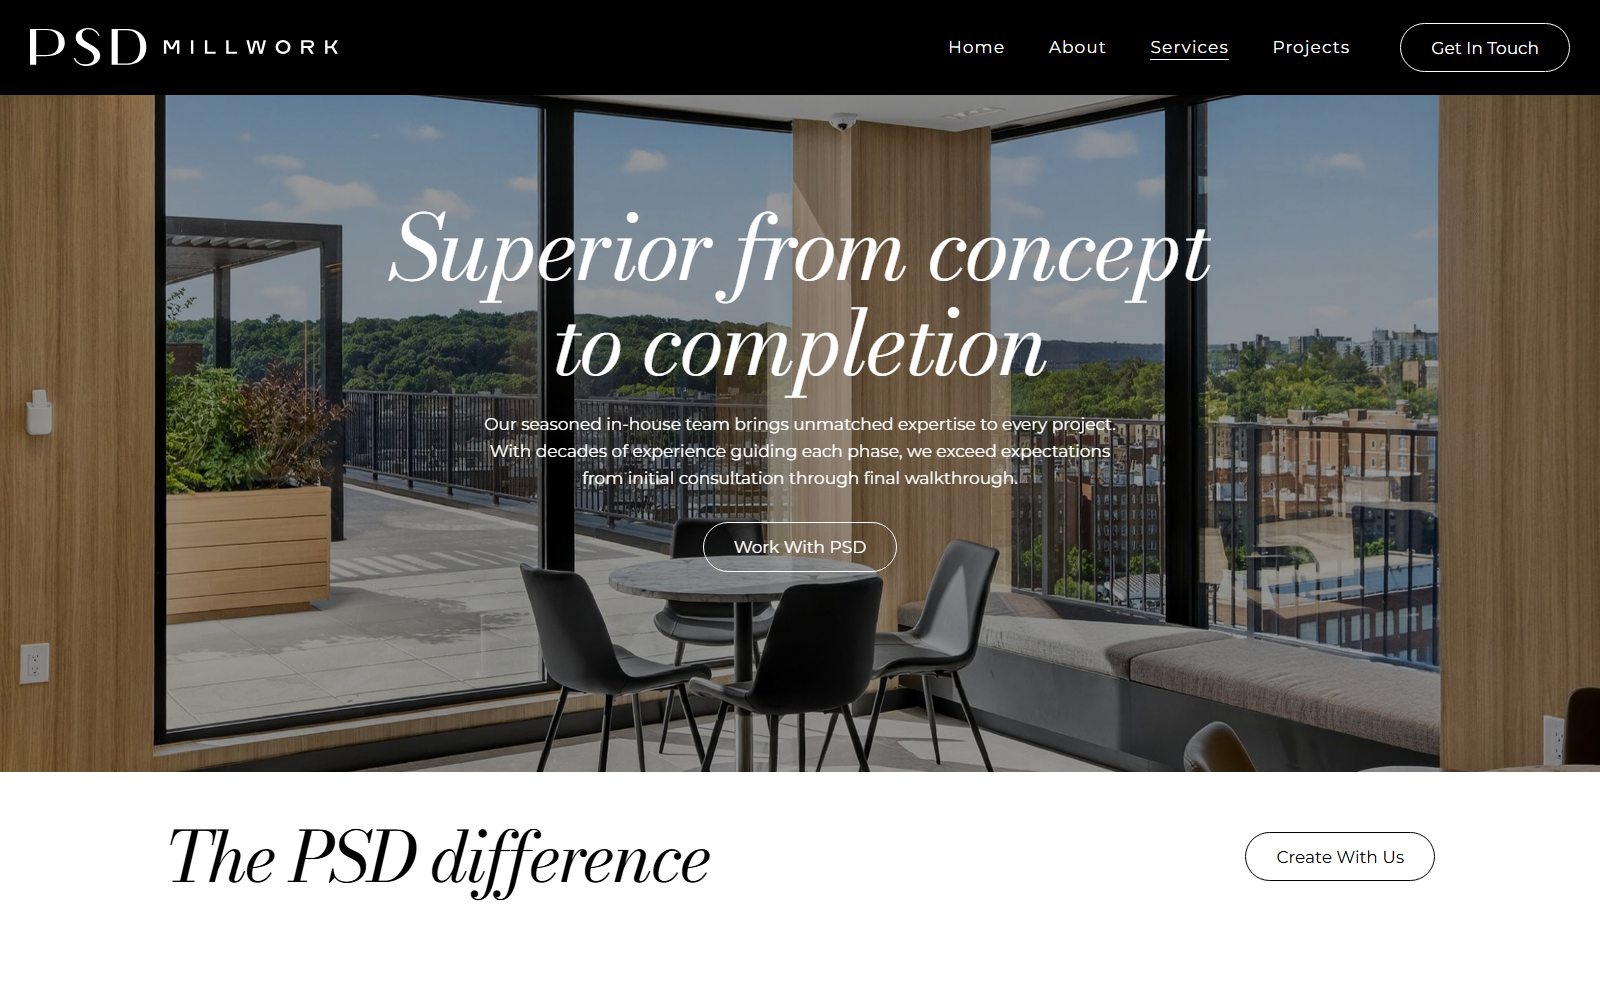 PSD MILLWORK
Home About Services Projects Get In Touch
Superior from concept
to completion
Our seasoned in-house team brings unmatched expertise to every project.
With decades of experience guiding each phase, we exceed expectations
from initial consultation through final walkthrough.
Work With PSD
The PSD difference
Create With Us